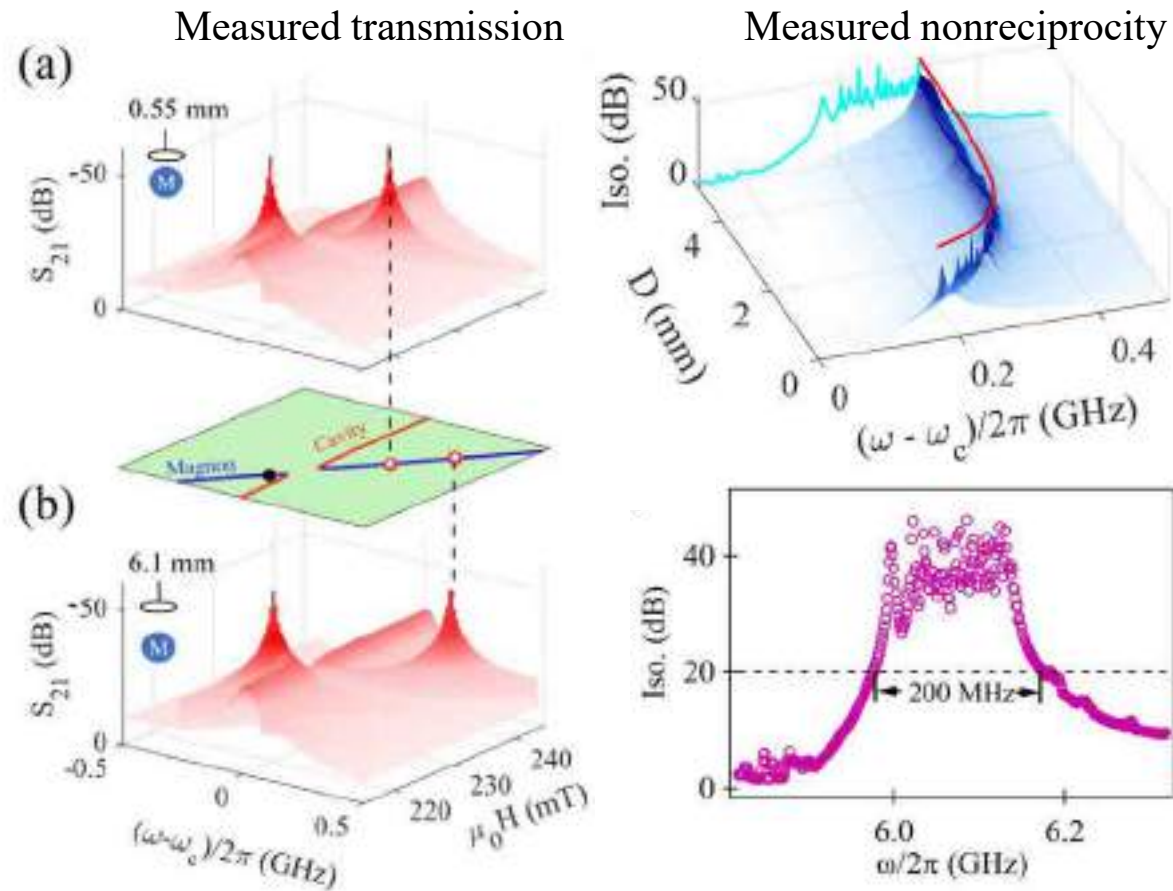 Measured transmission
Measured nonreciprocity
(a)
0.55 mm
M
S21 (dB)
-50
0
Iso. (dB)
50
0
D (mm)
4
2
0
0
0.2
0.4
(ω - ωc)/2π (GHz)
Cavity
Magnon
(b)
6.1 mm
M
S21 (dB)
-50
0
-0.5
0
0.5
(ω-ωc)/2π (GHz)
220
230
240
μ0H (mT)
Iso. (dB)
40
20
0
200 MHz
6.0
6.2
ω/2π (GHz)